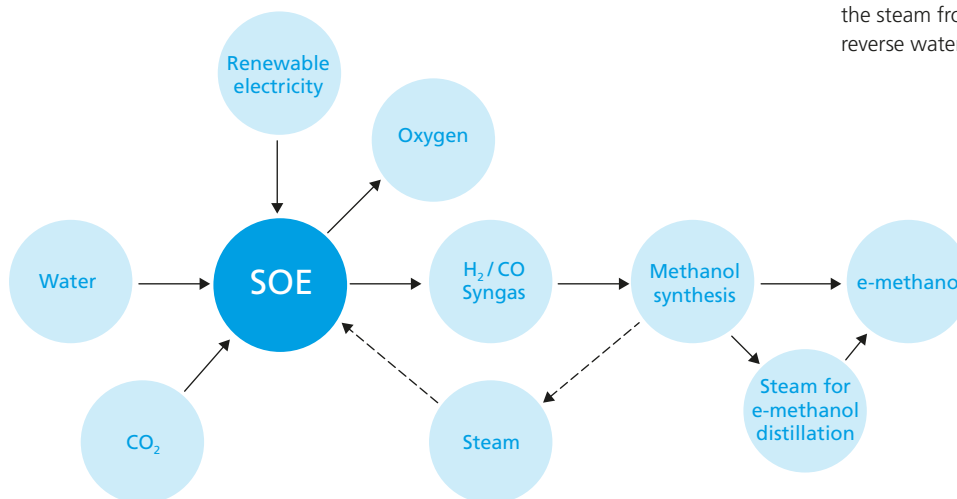 the steam fro
reverse water
Renewable
electricity
Oxygen
Water
SOE
H₂/CO
Syngas
Methanol
synthesis
e-methano
CO₂
Steam
Steam for
e-methanol
distillation